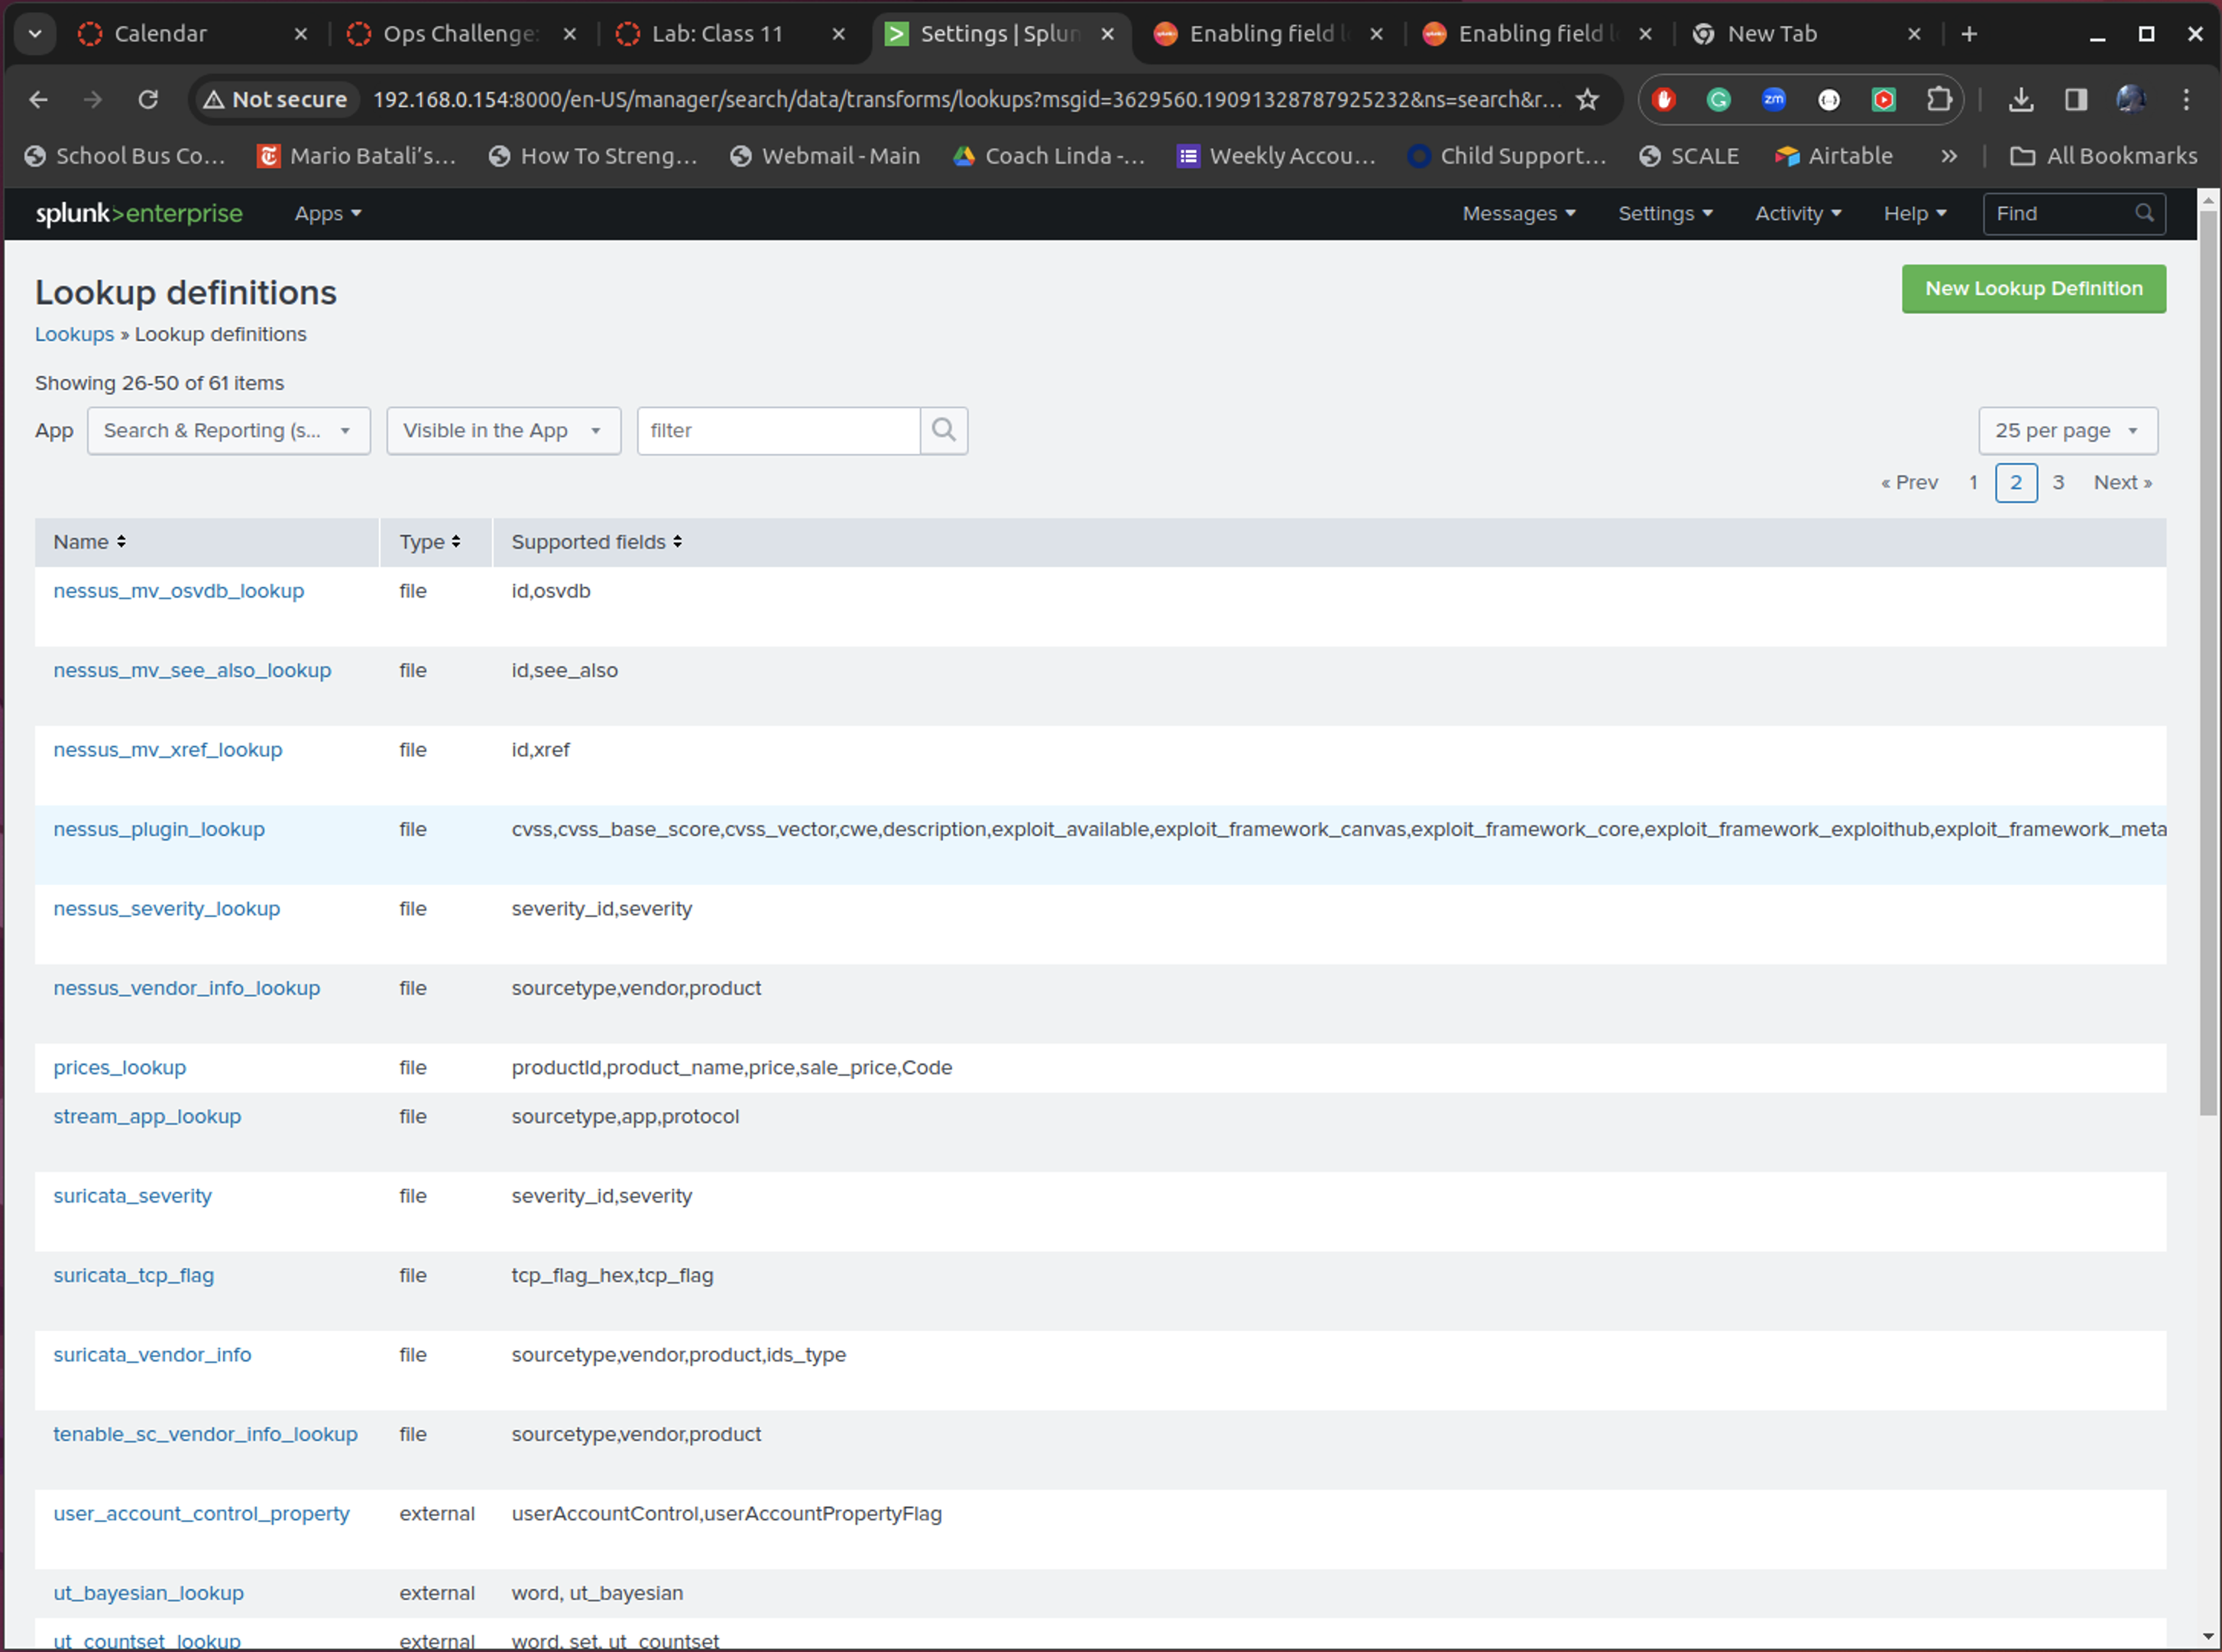 Calendar Ops Challenge: Lab: Class 11 Settings | Splun Enabling field l Enabling field l New Tab
Not secure 192.168.0.154:8000/en-US/manager/search/data/transforms/lookups?msgid=3629560.19091328787925232&ns=search&r... zm
School Bus Co... Mario Batali's... How To Streng... Webmail - Main Coach Linda -... Weekly Accou... Child Support... SCALE Airtable » All Bookmarks
splunk>enterprise Apps Messages Settings Activity Help Find
Lookup definitions New Lookup Definition
Lookups » Lookup definitions
Showing 26-50 of 61 items
App Search & Reporting (s... Visible in the App filter 25 per page
« Prev 1 2 3 Next »
Name Type Supported fields
nessus_mv_osvdb_lookup file id,osvdb
nessus_mv_see_also_lookup file id,see_also
nessus_mv_xref_lookup file id,xref
nessus_plugin_lookup file cvss,cvss_base_score,cvss_vector,cwe,description,exploit_available,exploit_framework_canvas,exploit_framework_core,exploit_framework_exploithub,exploit_framework_meta
nessus_severity_lookup file severity_id,severity
nessus_vendor_info_lookup file sourcetype,vendor,product
prices_lookup file productId,product_name,price,sale_price,Code
stream_app_lookup file sourcetype,app,protocol
suricata_severity file severity_id,severity
suricata_tcp_flag file tcp_flag_hex,tcp_flag
suricata_vendor_info file sourcetype,vendor,product,ids_type
tenable_sc_vendor_info_lookup file sourcetype,vendor,product
user_account_control_property external userAccountControl,userAccountPropertyFlag
ut_bayesian_lookup external word, ut_bayesian
ut_countset_lookup external word, set, ut_countset